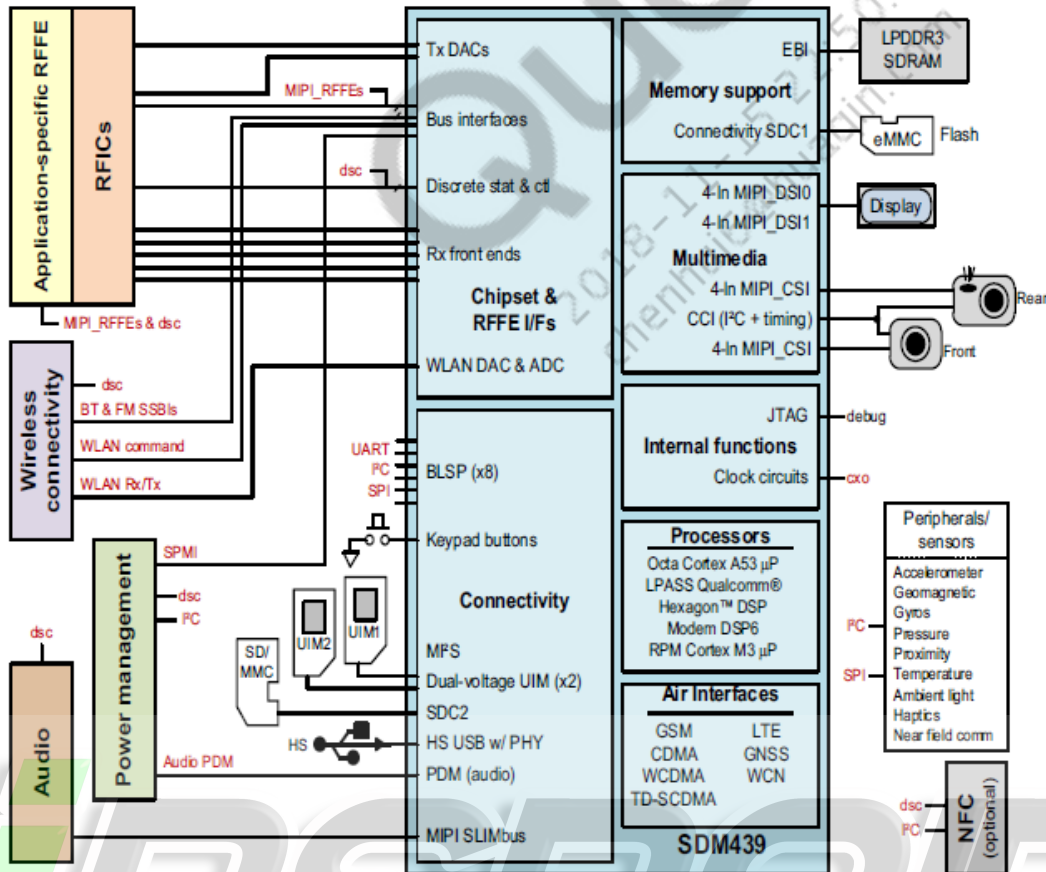 Application-specific RFFE
RFICs
MIPI_RFFEs & dsc
MIPI_RFFEs
dsc
Wireless connectivity
dsc
BT & FM SSBIs
WLAN command
WLAN Rx/Tx
Power management
SPMI
dsc
I²C
Audio PDM
dsc
Audio
Tx DACs
Bus interfaces
Discrete stat & ctl
Rx front ends
Chipset &
RFFE I/Fs
WLAN DAC & ADC
UART
I²C
SPI
BLSP (x8)
Keypad buttons
Connectivity
UIM1
UIM2
SD/
MMC
MI²S
Dual-voltage UIM (x2)
SDC2
HS
HS USB w/ PHY
PDM (audio)
MIPI SLIMbus
EBI
Memory support
Connectivity SDC1
LPDDR3
SDRAM
eMMC
Flash
4-ln MIPI_DSI0
4-ln MIPI_DSI1
Multimedia
4-ln MIPI_CSI
CCI (I²C + timing)
4-ln MIPI_CSI
Display
Rear
Front
JTAG
debug
Internal functions
Clock circuits
cxo
Processors
Octa Cortex A53 µP
LPASS Qualcomm®
Hexagon™ DSP
Modem DSP6
RPM Cortex M3 µP
Air Interfaces
GSM LTE
CDMA GNSS
WCDMA WCN
TD-SCDMA
SDM439
Peripherals/
sensors
Accelerometer
Geomagnetic
Gyros
Pressure
Proximity
Temperature
Ambient light
Haptics
Near field comm
I²C
SPI
dsc
I²C
NFC
(optional)